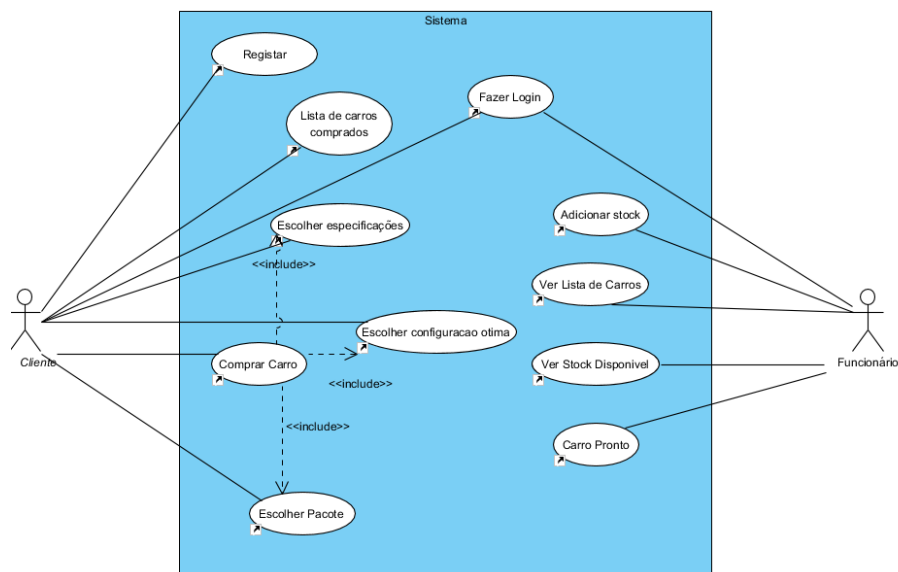 Sistema
Registar
Fazer Login
Lista de carros
comprados
Escolher especificações
Adicionar stock
<<include>>
Ver Lista de Carros
Escolher configuracao otima
Cliente
Comprar Carro
Ver Stock Disponivel
Funcionário
<<include>>
<<include>>
Carro Pronto
Escolher Pacote